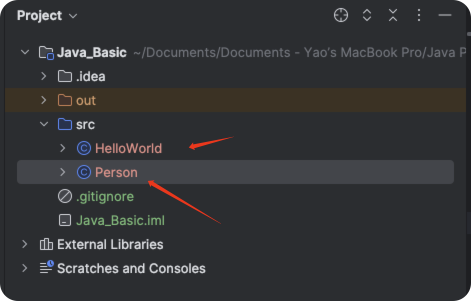 Project
Java_Basic ~/Documents/Documents - Yao's MacBook Pro/Java P
.idea
out
src
C HelloWorld
C Person
.gitignore
Java_Basic.iml
External Libraries
Scratches and Consoles